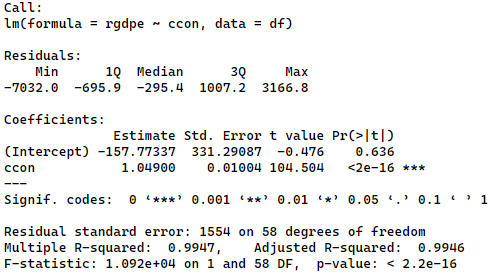 Call:
lm(formula = rgdpe ~ ccon, data = df)
Residuals:
    Min      1Q  Median      3Q     Max
-7032.0  -695.9  -295.4  1007.2  3166.8
Coefficients:
              Estimate Std. Error t value Pr(>|t|)
(Intercept) -157.77337  331.29087  -0.476    0.636
ccon           1.04900    0.01004 104.504   <2e-16 ***
---
Signif. codes:  0 ‘***’ 0.001 ‘**’ 0.01 ‘*’ 0.05 ‘.’ 0.1 ‘ ’ 1
Residual standard error: 1554 on 58 degrees of freedom
Multiple R-squared:  0.9947,    Adjusted R-squared:  0.9946
F-statistic: 1.092e+04 on 1 and 58 DF,  p-value: < 2.2e-16